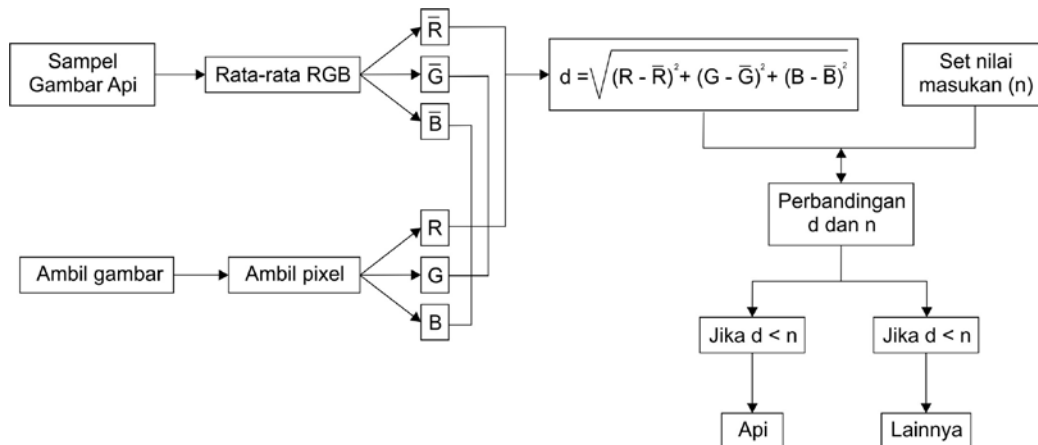 Sampel
Gambar Api
Rata-rata RGB
R̅
G̅
B̅
d = √(R - R̅)² + (G - G̅)² + (B - B̅)²
Set nilai
masukan (n)
Perbandingan
d dan n
Ambil gambar
Ambil pixel
R
G
B
Jika d < n
Jika d < n
Api
Lainnya